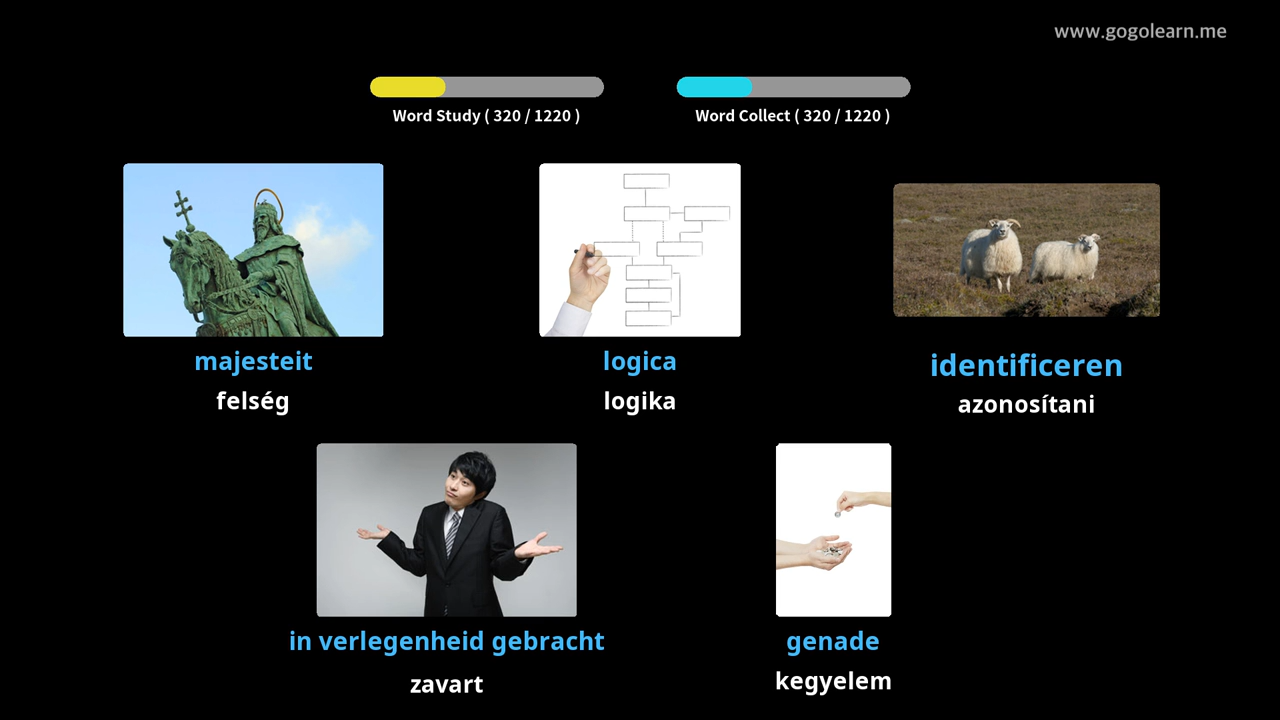 www.gogolearn.me
Word Study ( 320 / 1220 )
Word Collect ( 320 / 1220 )
majesteit
felség
logica
logika
identificeren
azonosítani
in verlegenheid gebracht
zavart
genade
kegyelem